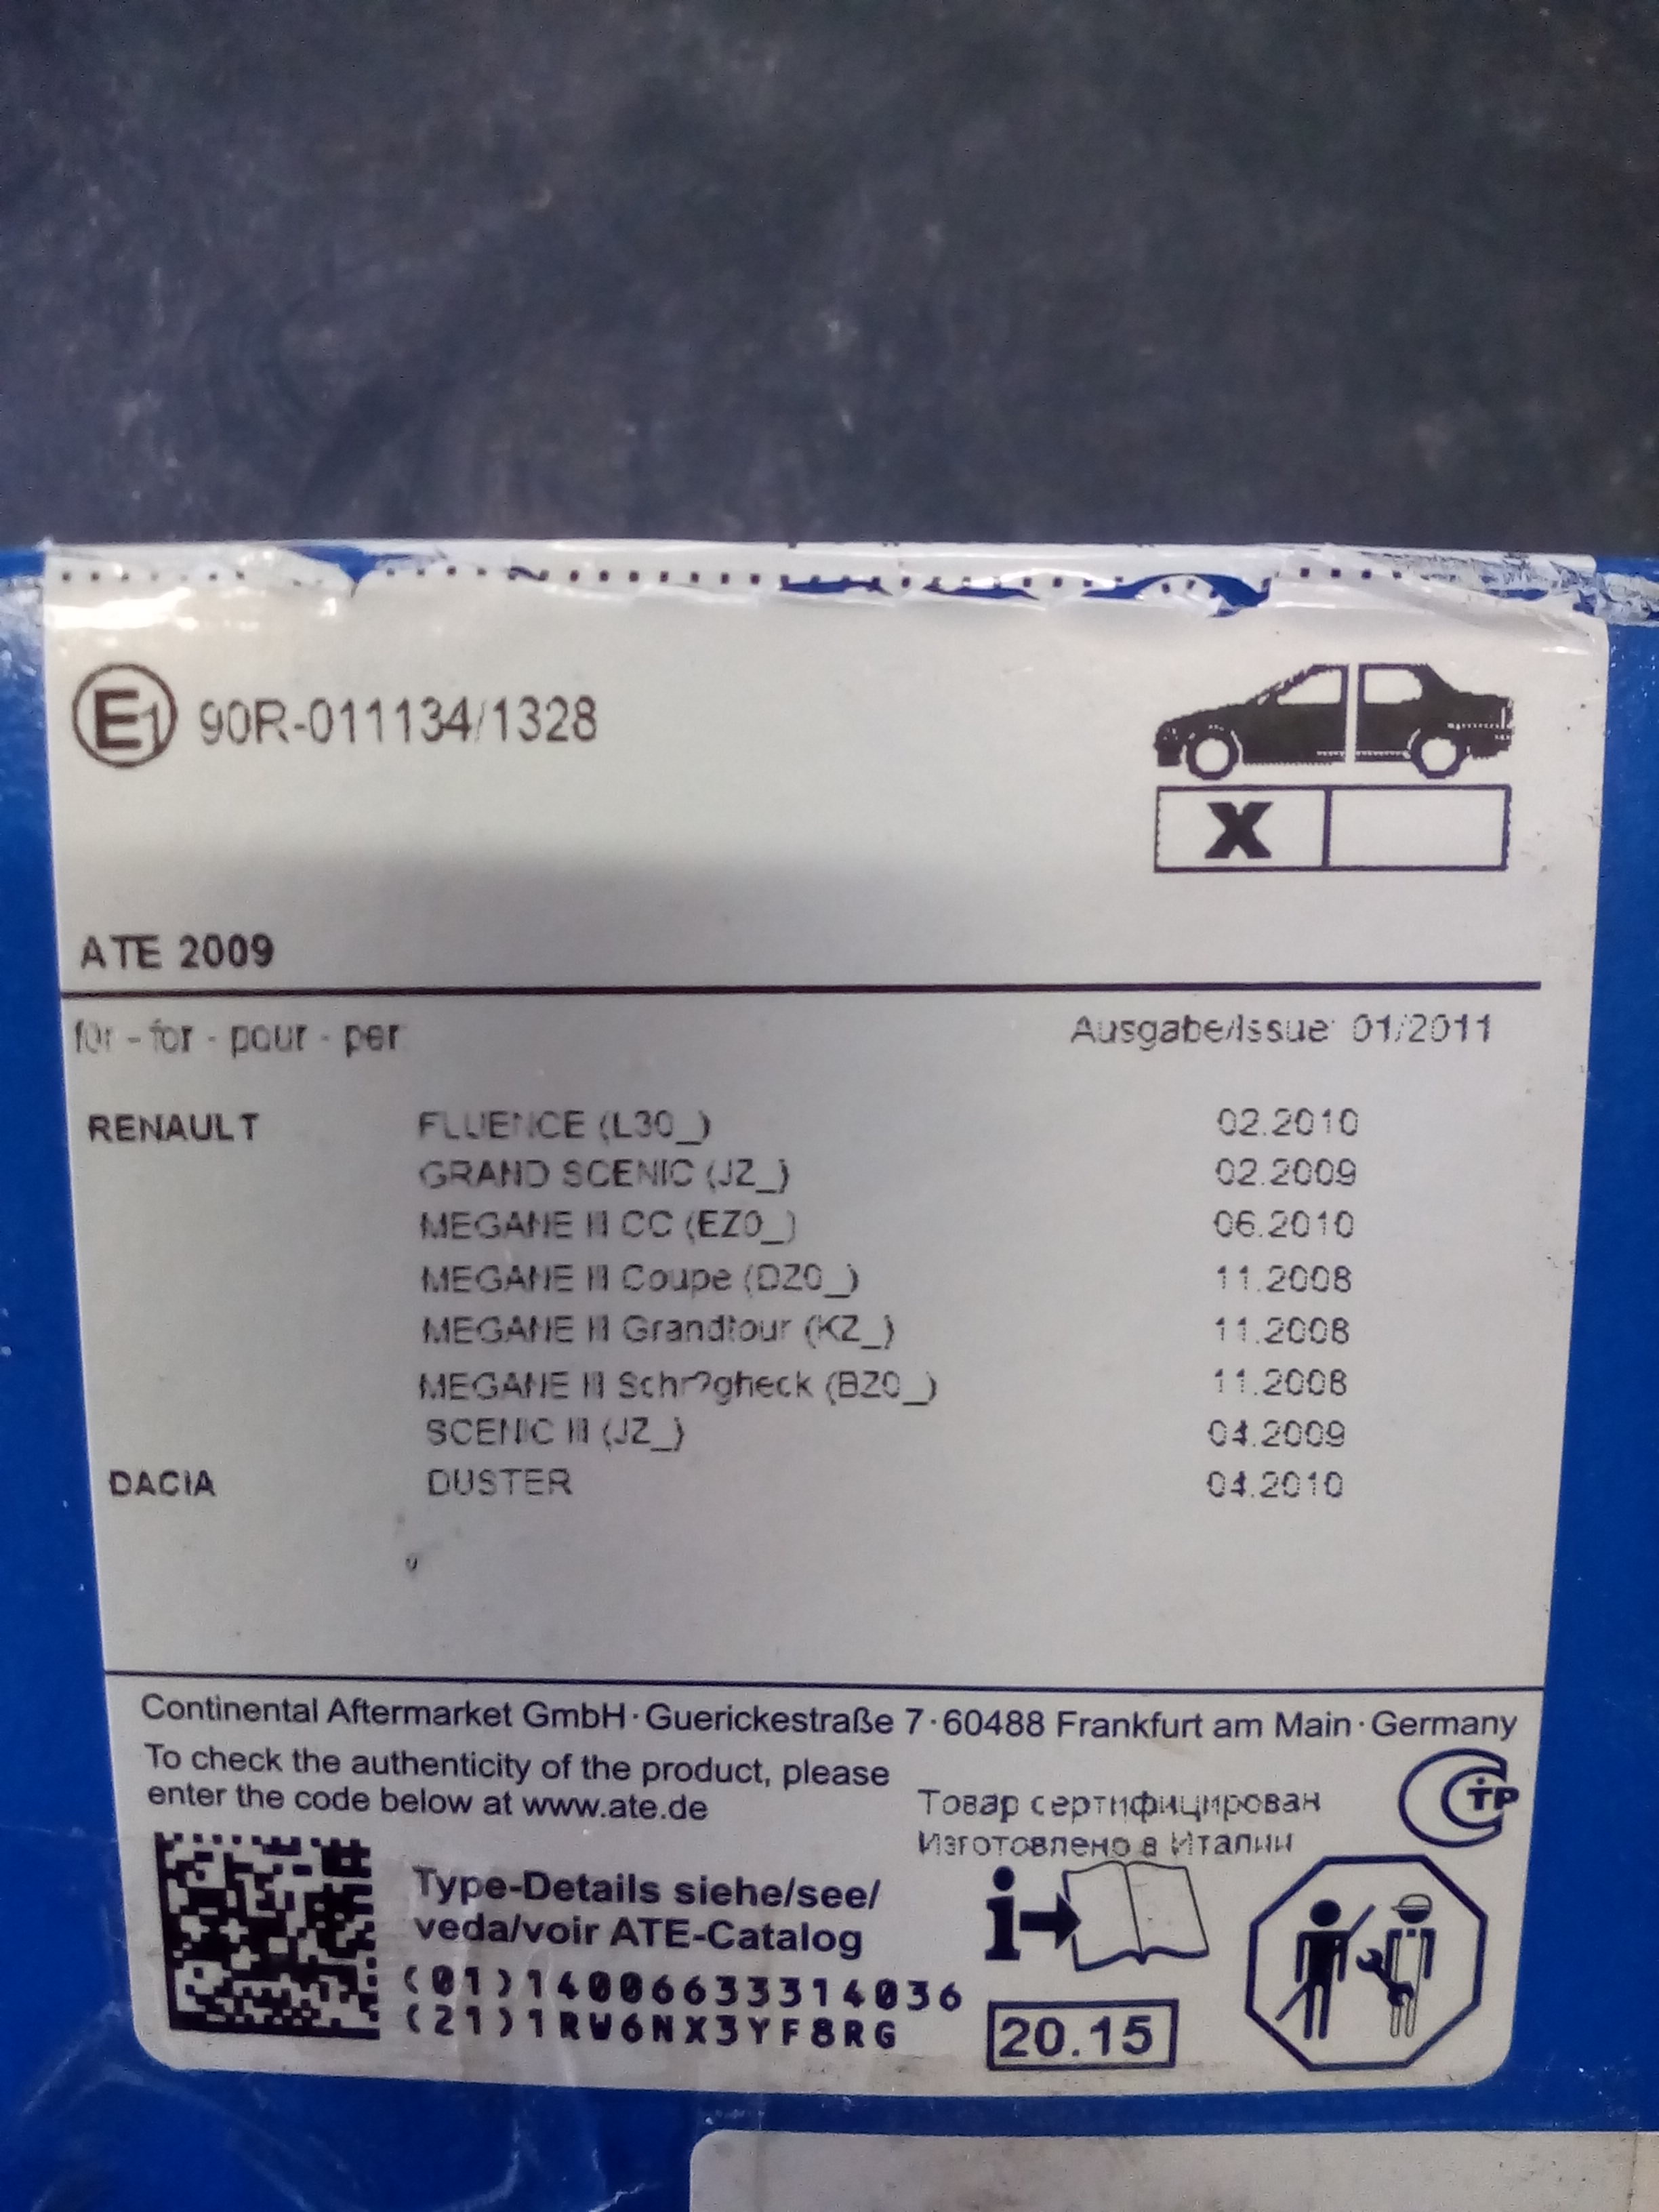 E1 90R-011134/1328
X
ATE 2009
für - for - pour - per Ausgabe/Issue: 01/2011
RENAULT FLUENCE (L30_) 02.2010
GRAND SCENIC (JZ_) 02.2009
MEGANE III CC (EZ0_) 06.2010
MEGANE III Coupe (DZ0_) 11.2008
MEGANE III Grandtour (KZ_) 11.2008
MEGANE III Schr?gheck (BZ0_) 11.2008
SCENIC III (JZ_) 04.2009
DACIA DUSTER 04.2010
Continental Aftermarket GmbH · Guerickestraße 7 · 60488 Frankfurt am Main · Germany
To check the authenticity of the product, please
enter the code below at www.ate.de
Товар сертифицирован
Изготовлено в Италии
Type-Details siehe/see/
veda/voir ATE-Catalog
(01)14006633314036
(21)1RW6NX3YF8RG
20.15